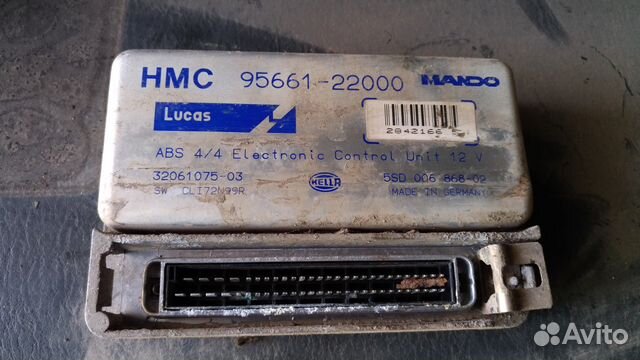 HMC 95661-22000 MANDO
Lucas
2842166
ABS 4/4 Electronic Control Unit 12 V
32061075-03 HELLA 5SD 006 868-02
SW CLI72N99R MADE IN GERMANY
Avito